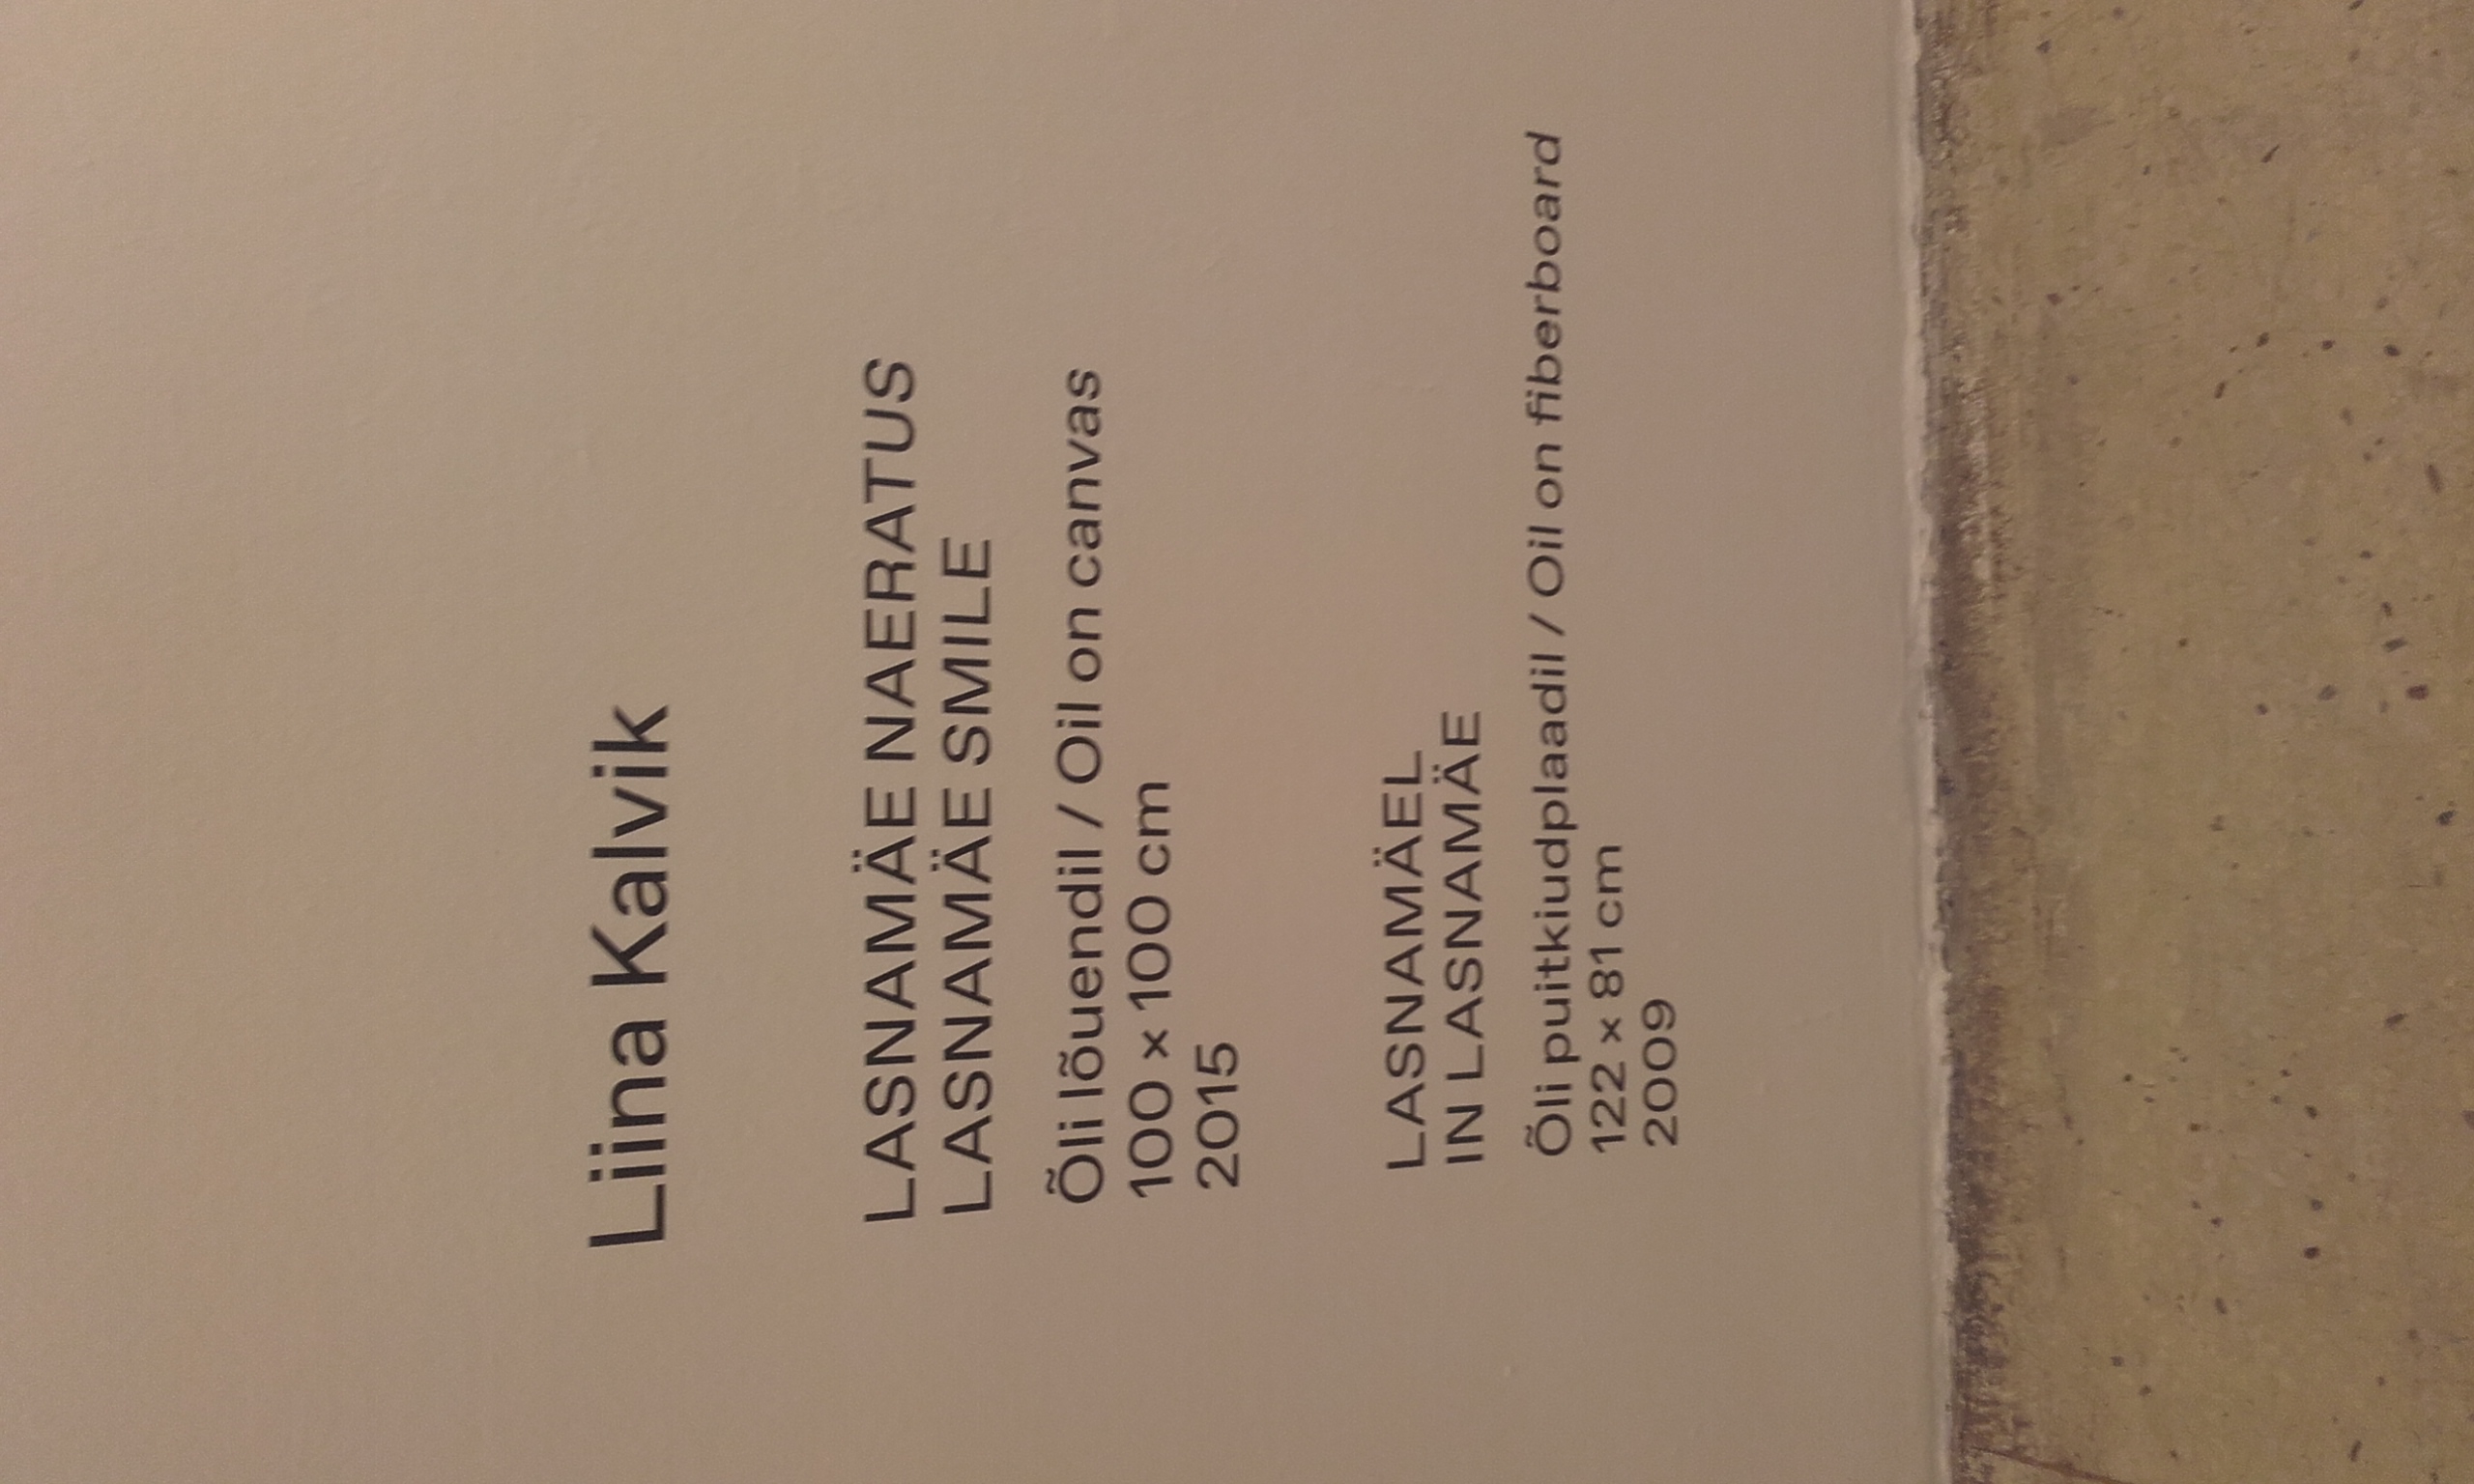 Liina Kalvik
LASNAMÄE NAERATUS
LASNAMÄE SMILE
Õli lõuendil / Oil on canvas
100 × 100 cm
2015
LASNAMÄEL
IN LASNAMÄE
Õli puitkiudplaadil / Oil on fiberboard
122 × 81 cm
2009